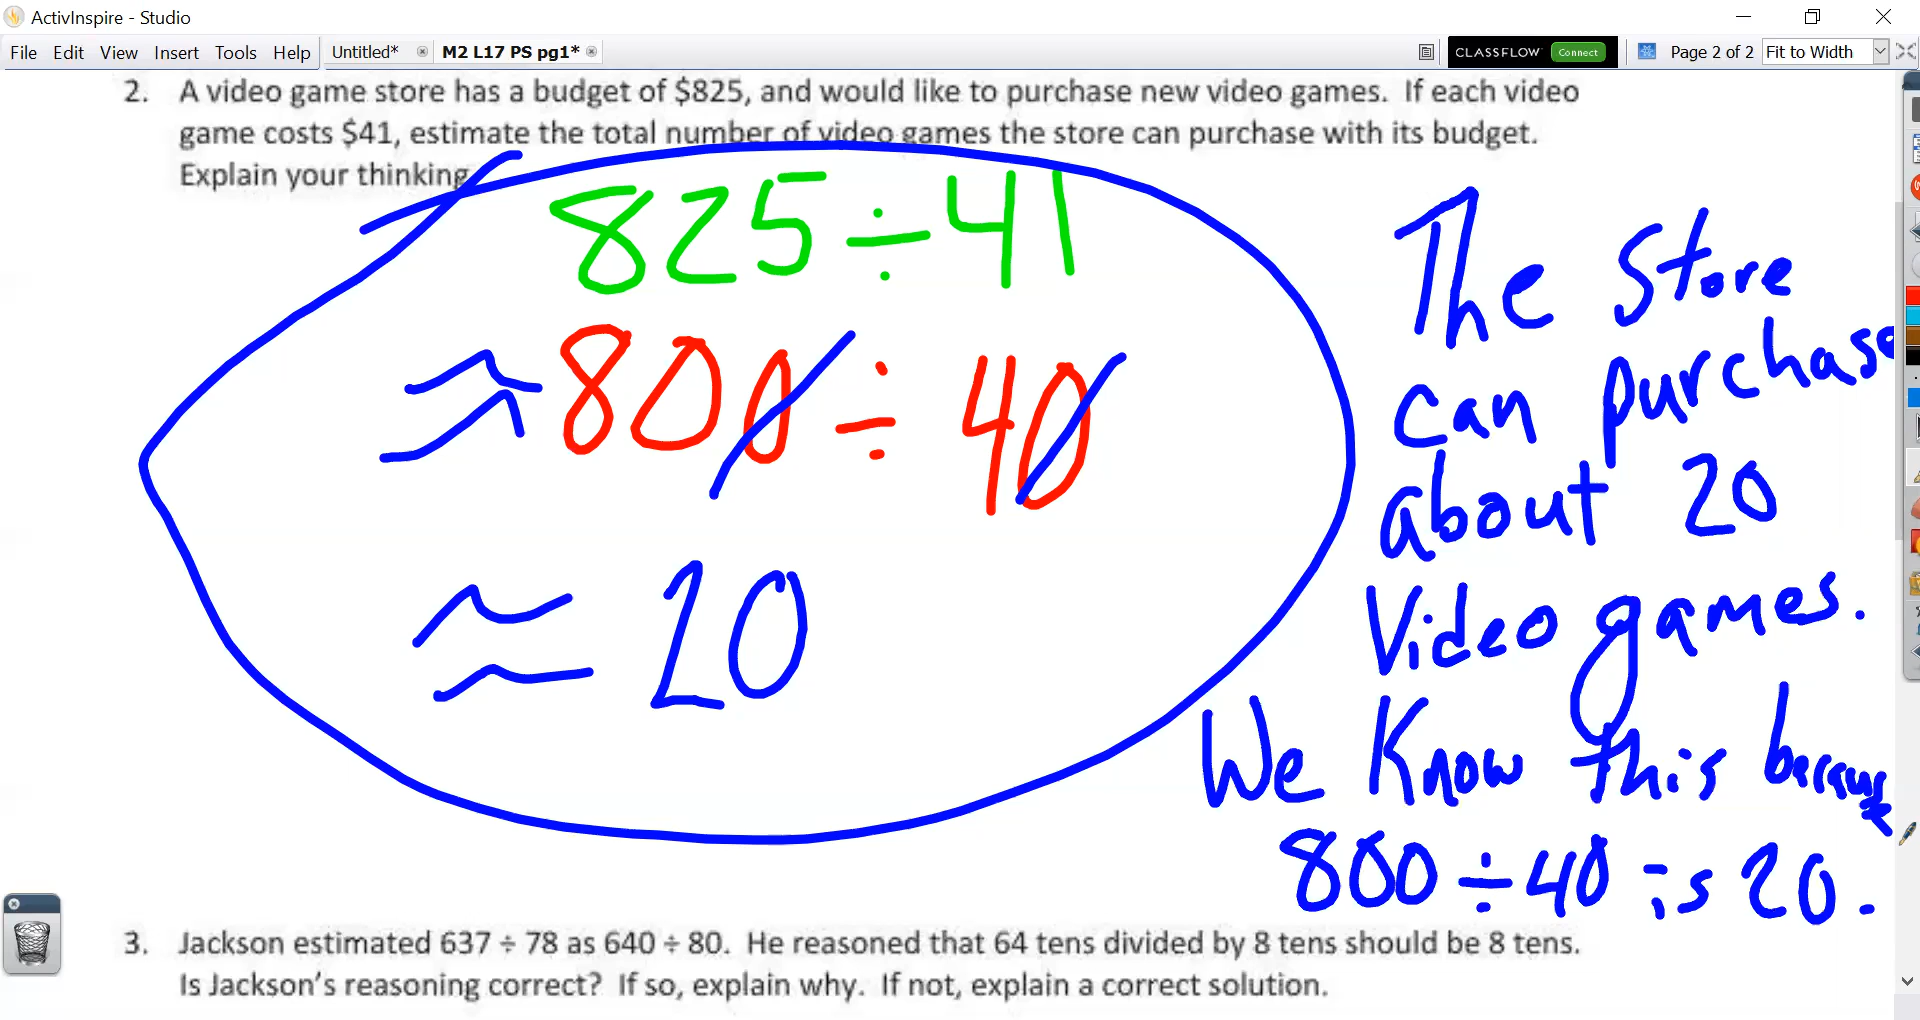 ActivInspire - Studio
File Edit View Insert Tools Help
Untitled* M2 L17 PS pg1*
CLASSFLOW Connect
Page 2 of 2 Fit to Width
2. A video game store has a budget of $825, and would like to purchase new video games. If each video
game costs $41, estimate the total number of video games the store can purchase with its budget.
Explain your thinking
825 ÷ 41
≈ 800 ÷ 40
≈ 20
The Store
can purchase
about 20
Video games.
We Know this because
800 ÷ 40 is 20.
3. Jackson estimated 637 ÷ 78 as 640 ÷ 80. He reasoned that 64 tens divided by 8 tens should be 8 tens.
Is Jackson's reasoning correct? If so, explain why. If not, explain a correct solution.